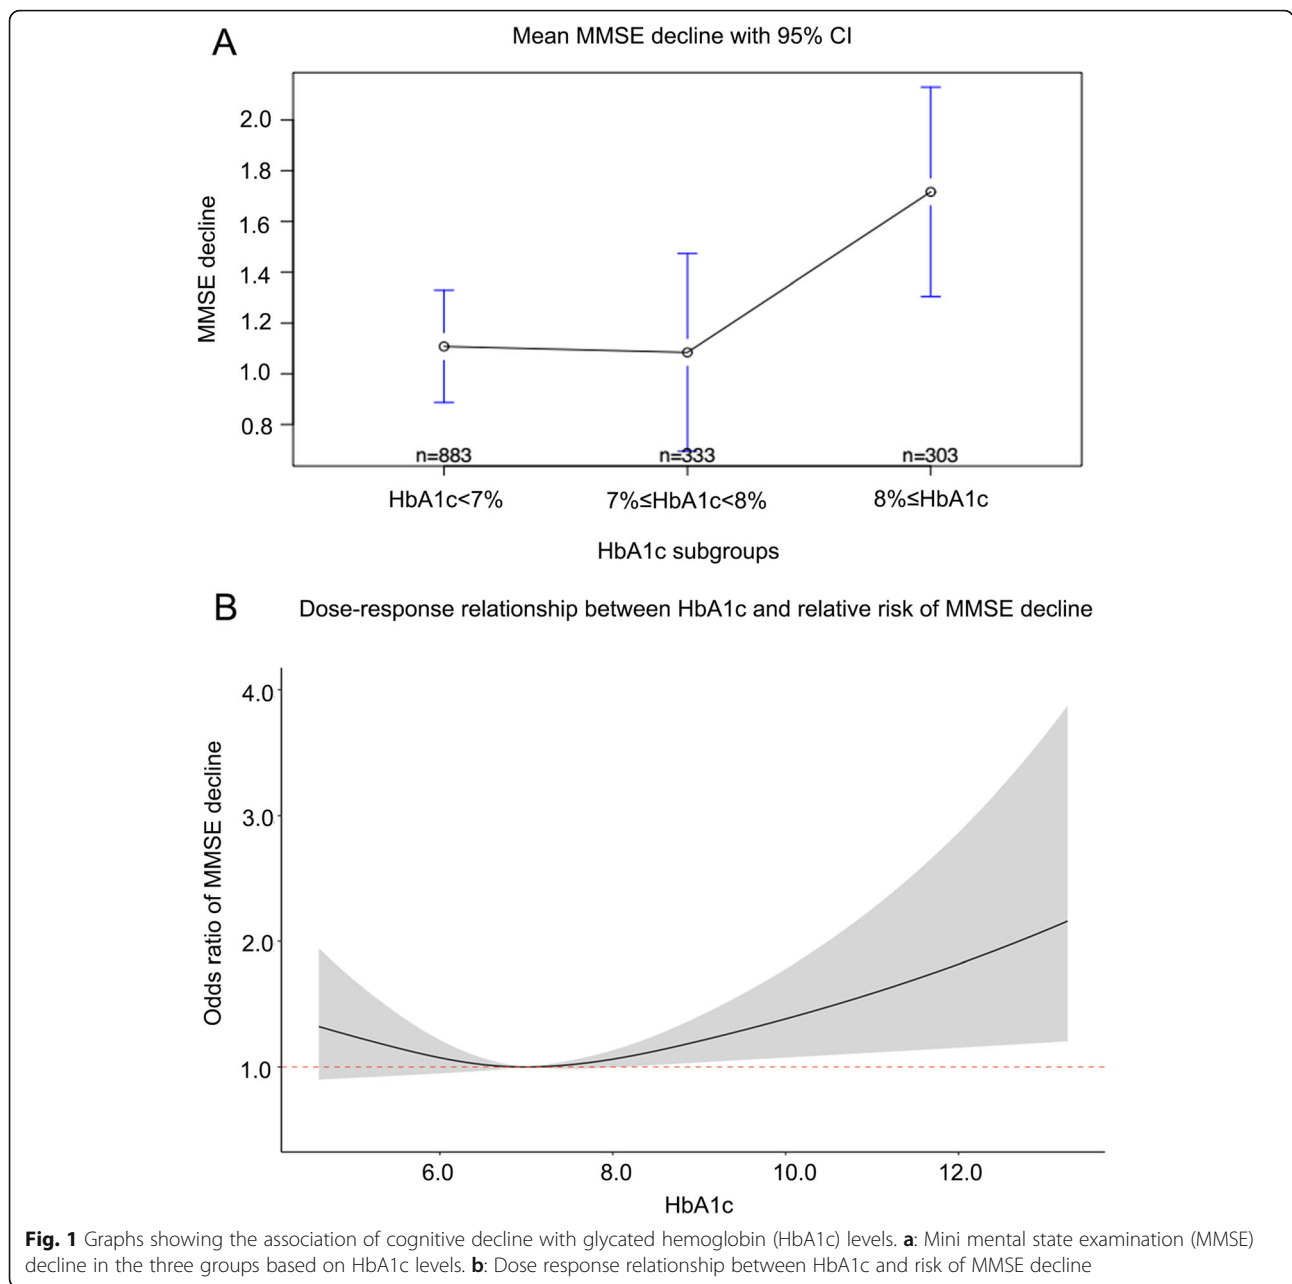 A
Mean MMSE decline with 95% CI
MMSE decline
2.0
1.8
1.6
1.4
1.2
1.0
0.8
n=883
n=333
n=303
HbA1c<7%
7%≤HbA1c<8%
8%≤HbA1c
HbA1c subgroups
B
Dose-response relationship between HbA1c and relative risk of MMSE decline
Odds ratio of MMSE decline
4.0
3.0
2.0
1.0
6.0
8.0
10.0
12.0
HbA1c
Fig. 1 Graphs showing the association of cognitive decline with glycated hemoglobin (HbA1c) levels. a: Mini mental state examination (MMSE)
decline in the three groups based on HbA1c levels. b: Dose response relationship between HbA1c and risk of MMSE decline